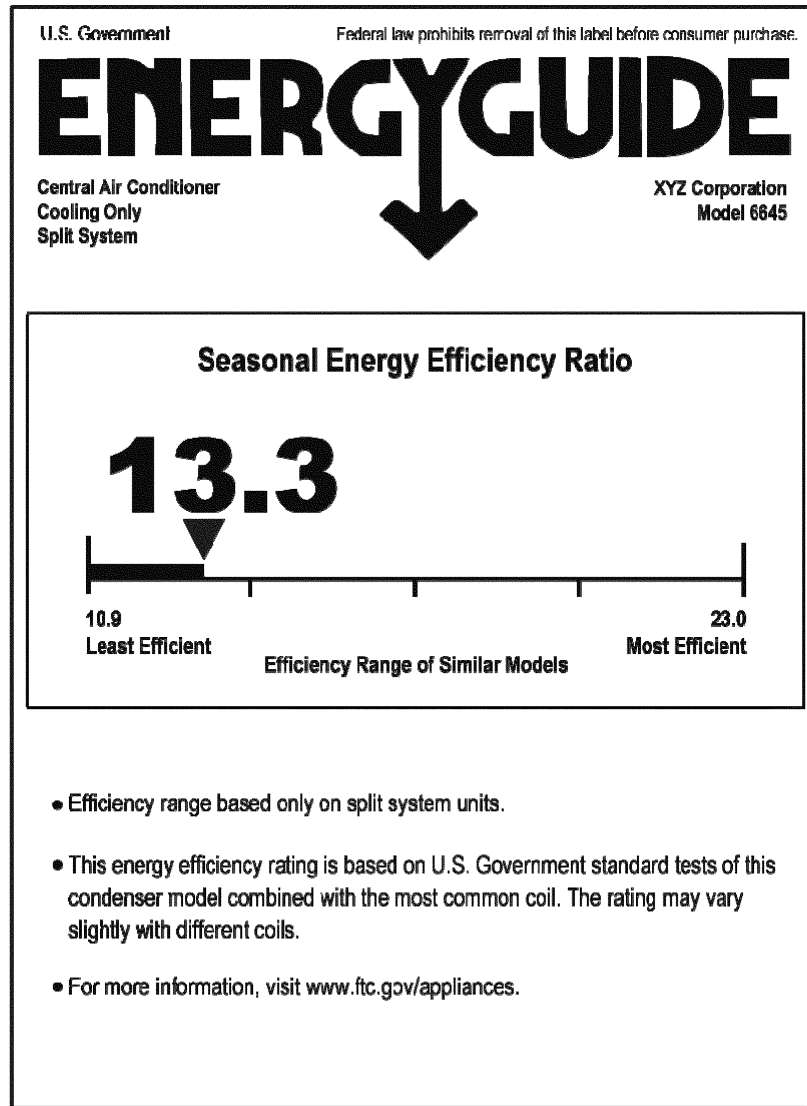 U.S. Government Federal law prohibits removal of this label before consumer purchase.
ENERGYGUIDE
Central Air Conditioner
Cooling Only
Split System
XYZ Corporation
Model 6645
Seasonal Energy Efficiency Ratio
13.3
10.9 23.0
Least Efficient Most Efficient
Efficiency Range of Similar Models
• Efficiency range based only on split system units.
• This energy efficiency rating is based on U.S. Government standard tests of this
condenser model combined with the most common coil. The rating may vary
slightly with different coils.
• For more information, visit www.ftc.gov/appliances.